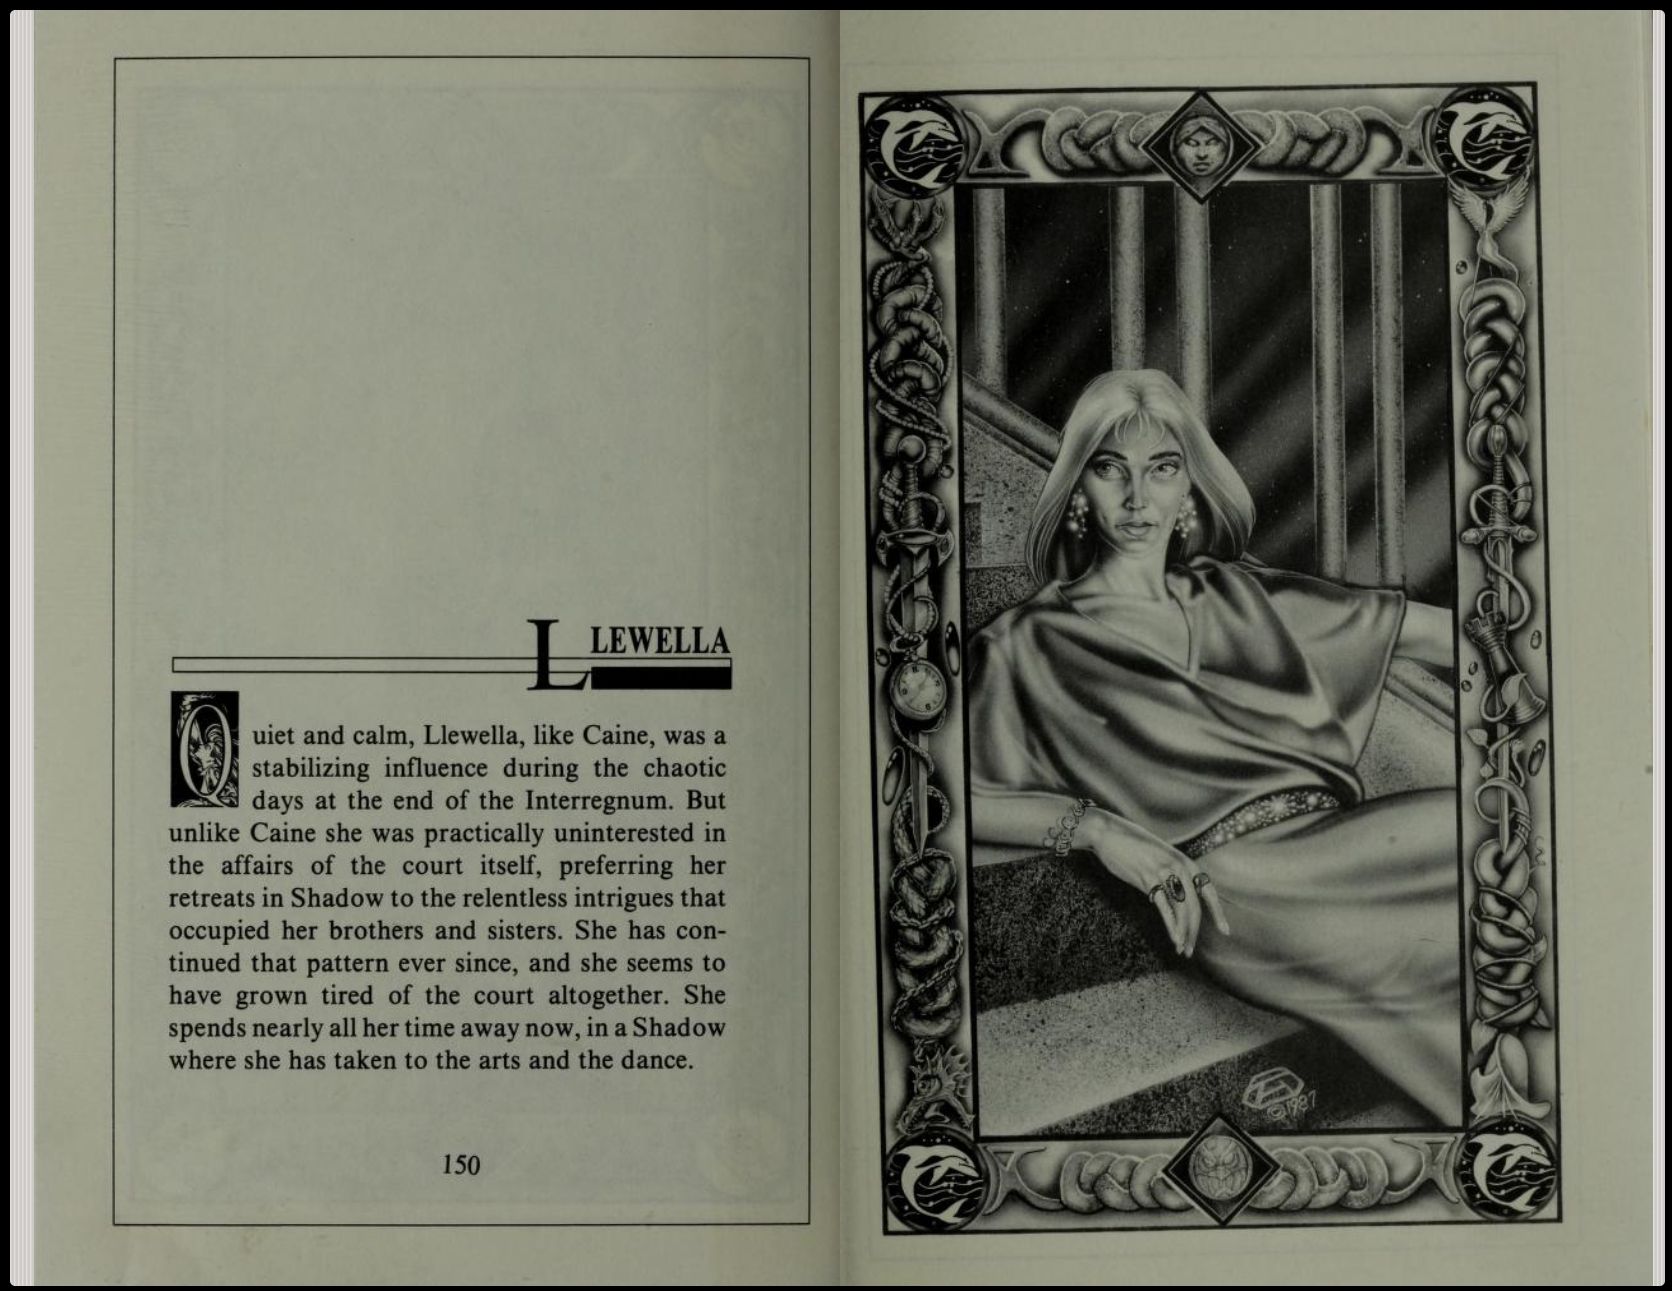 LLEWELLA
Quiet and calm, Llewella, like Caine, was a
stabilizing influence during the chaotic
days at the end of the Interregnum. But
unlike Caine she was practically uninterested in
the affairs of the court itself, preferring her
retreats in Shadow to the relentless intrigues that
occupied her brothers and sisters. She has con-
tinued that pattern ever since, and she seems to
have grown tired of the court altogether. She
spends nearly all her time away now, in a Shadow
where she has taken to the arts and the dance.
150
©1987